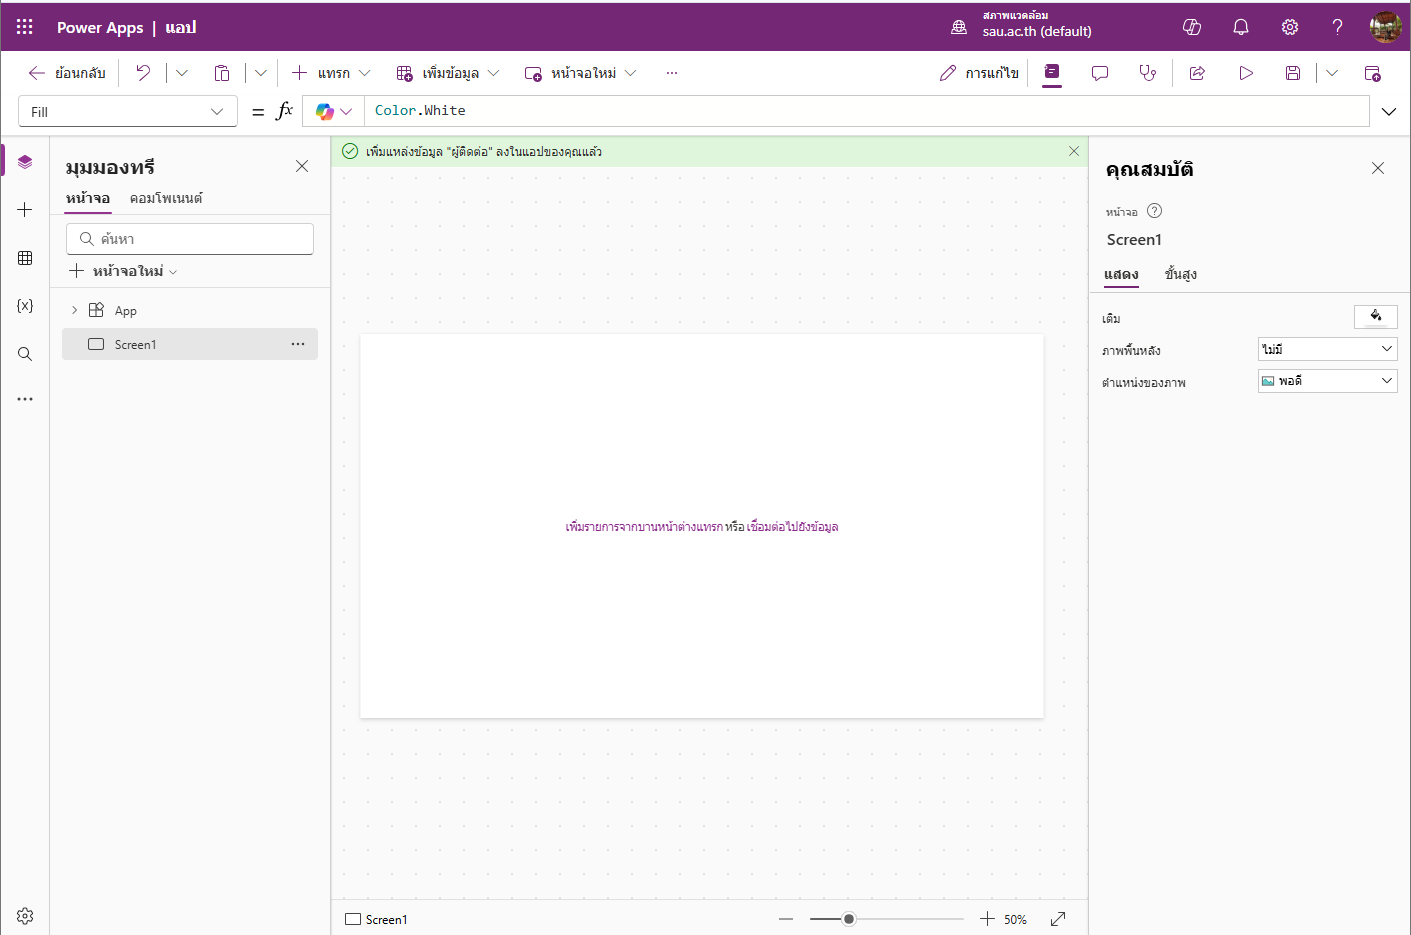 Power Apps | แอป
สภาพแวดล้อม
sau.ac.th (default)
ย้อนกลับ
แทรก
เพิ่มข้อมูล
หน้าจอใหม่
การแก้ไข
Fill
= fx
Color.White
มุมมองทรี
หน้าจอ คอมโพเนนต์
ค้นหา
หน้าจอใหม่
App
Screen1
เพิ่มแหล่งข้อมูล "ผู้ติดต่อ" ลงในแอปของคุณแล้ว
เพิ่มรายการจากบานหน้าต่างแทรก หรือ เชื่อมต่อไปยังข้อมูล
Screen1
50%
คุณสมบัติ
หน้าจอ
Screen1
แสดง ขั้นสูง
เติม
ภาพพื้นหลัง ไม่มี
ตำแหน่งของภาพ พอดี